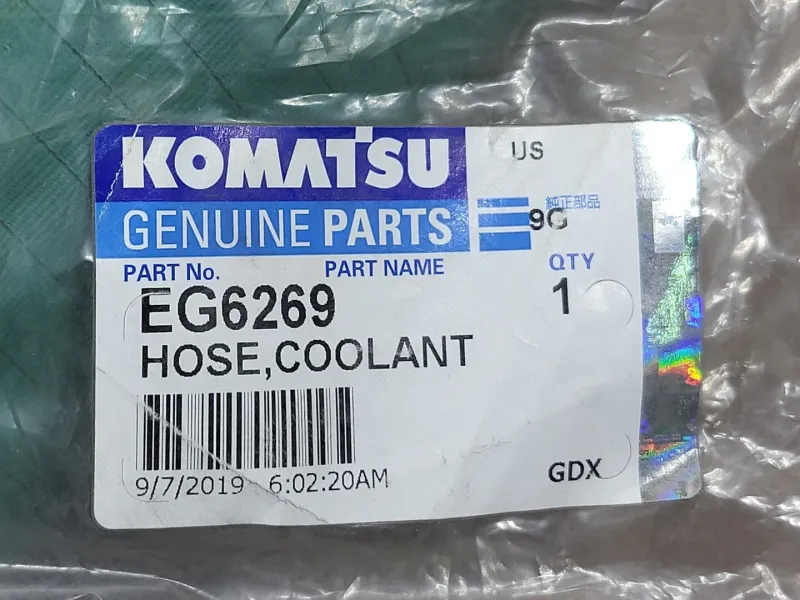 KOMATSU
US
純正部品
GENUINE PARTS
9G
PART No.
PART NAME
QTY
EG6269
1
HOSE,COOLANT
9/7/2019 6:02:20AM
GDX